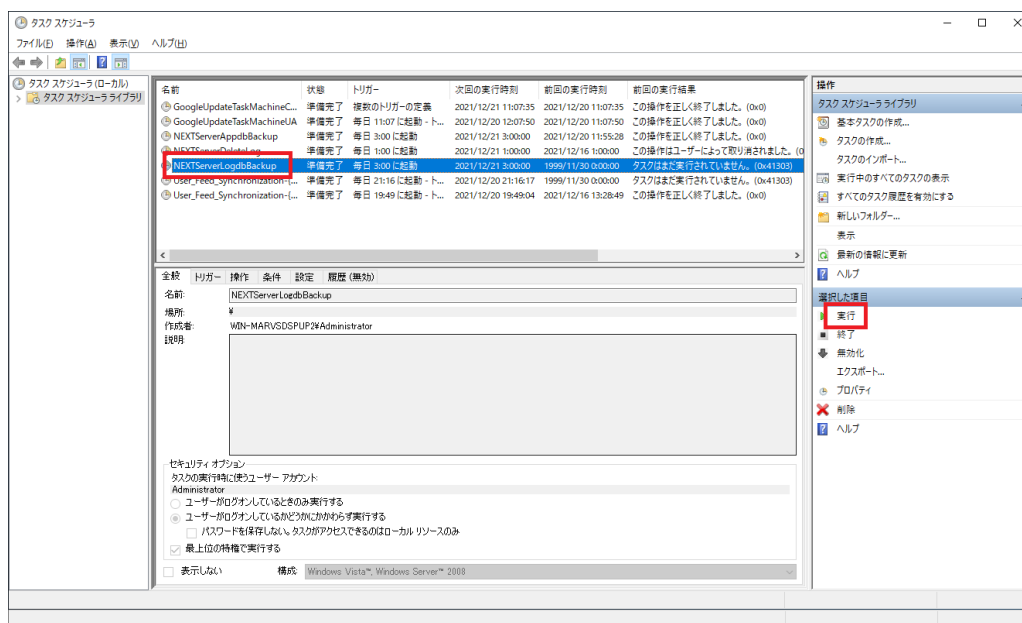 タスク スケジューラ
ファイル(F) 操作(A) 表示(V) ヘルプ(H)
タスク スケジューラ (ローカル)
タスク スケジューラ ライブラリ
名前 状態 トリガー 次回の実行時刻 前回の実行時刻 前回の実行結果
GoogleUpdateTaskMachineC... 準備完了 複数のトリガーの定義 2021/12/21 11:07:35 2021/12/20 11:07:35 この操作を正しく終了しました。 (0x0)
GoogleUpdateTaskMachineUA 準備完了 毎日 11:07 に起動 - ト... 2021/12/20 12:07:50 2021/12/20 11:07:50 この操作を正しく終了しました。 (0x0)
NEXTServerAppdbBackup 準備完了 毎日 3:00 に起動 2021/12/21 3:00:00 2021/12/20 11:55:28 この操作を正しく終了しました。 (0x0)
NEXTServerDeleteLog 準備完了 毎日 1:00 に起動 2021/12/21 1:00:00 2021/12/16 1:00:00 この操作はユーザーによって取り消されました。 (0
NEXTServerLogdbBackup 準備完了 毎日 3:00 に起動 2021/12/21 3:00:00 1999/11/30 0:00:00 タスクはまだ実行されていません。 (0x41303)
User_Feed_Synchronization-{... 準備完了 毎日 21:16 に起動 - ト... 2021/12/20 21:16:17 1999/11/30 0:00:00 タスクはまだ実行されていません。 (0x41303)
User_Feed_Synchronization-{... 準備完了 毎日 19:49 に起動 - ト... 2021/12/20 19:49:04 2021/12/16 13:28:49 この操作を正しく終了しました。 (0x0)
全般 トリガー 操作 条件 設定 履歴 (無効)
名前: NEXTServerLogdbBackup
場所: ¥
作成者: WIN-MARVSDSPUP2¥Administrator
説明:
セキュリティ オプション
タスクの実行時に使うユーザー アカウント:
Administrator
ユーザーがログオンしているときのみ実行する
ユーザーがログオンしているかどうかにかかわらず実行する
パスワードを保存しない。タスクがアクセスできるのはローカル リソースのみ
最上位の特権で実行する
表示しない 構成: Windows Vista™, Windows Server™ 2008
操作
タスク スケジューラ ライブラリ
基本タスクの作成...
タスクの作成...
タスクのインポート...
実行中のすべてのタスクの表示
すべてのタスク履歴を有効にする
新しいフォルダー...
表示
最新の情報に更新
ヘルプ
選択した項目
実行
終了
無効化
エクスポート...
プロパティ
削除
ヘルプ